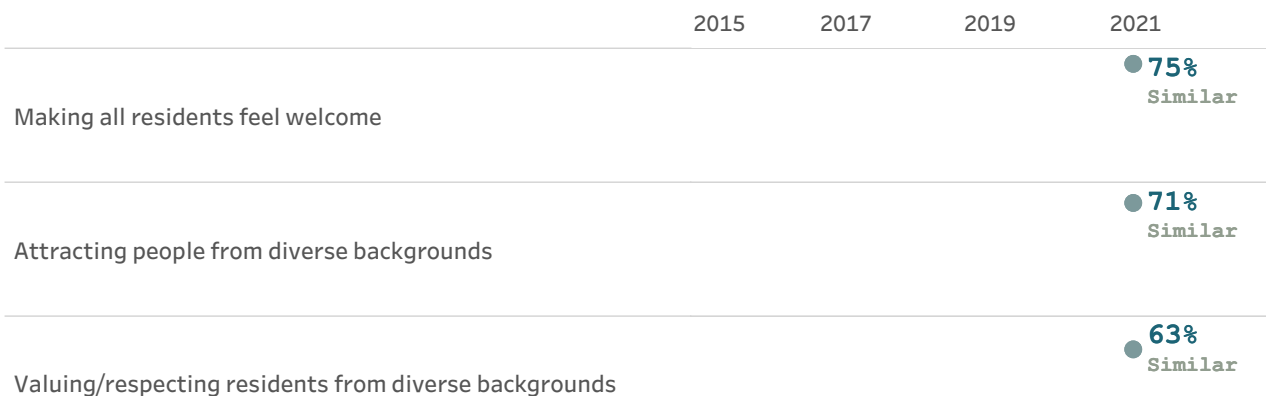 2015 2017 2019 2021
75%
Similar
Making all residents feel welcome
71%
Similar
Attracting people from diverse backgrounds
63%
Similar
Valuing/respecting residents from diverse backgrounds